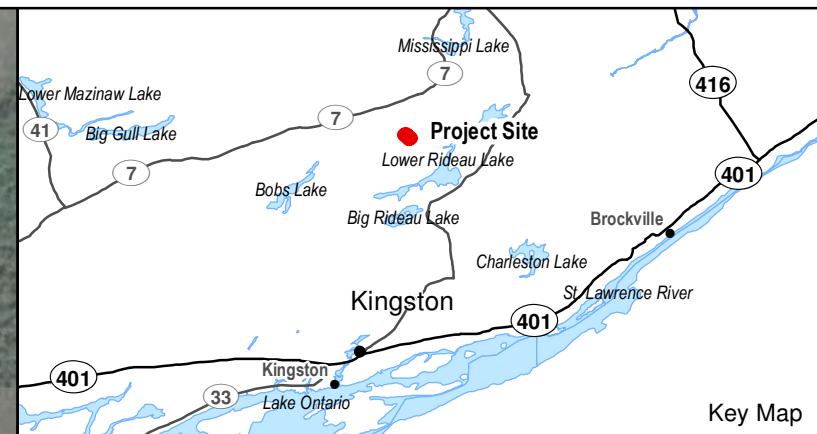 Mississippi Lake
7
416
Lower Mazinaw Lake
41
Big Gull Lake
7
Project Site
Lower Rideau Lake
7
401
Bobs Lake
Big Rideau Lake
Brockville
Charleston Lake
St. Lawrence River
Kingston
401
401
Kingston
33
Lake Ontario
Key Map